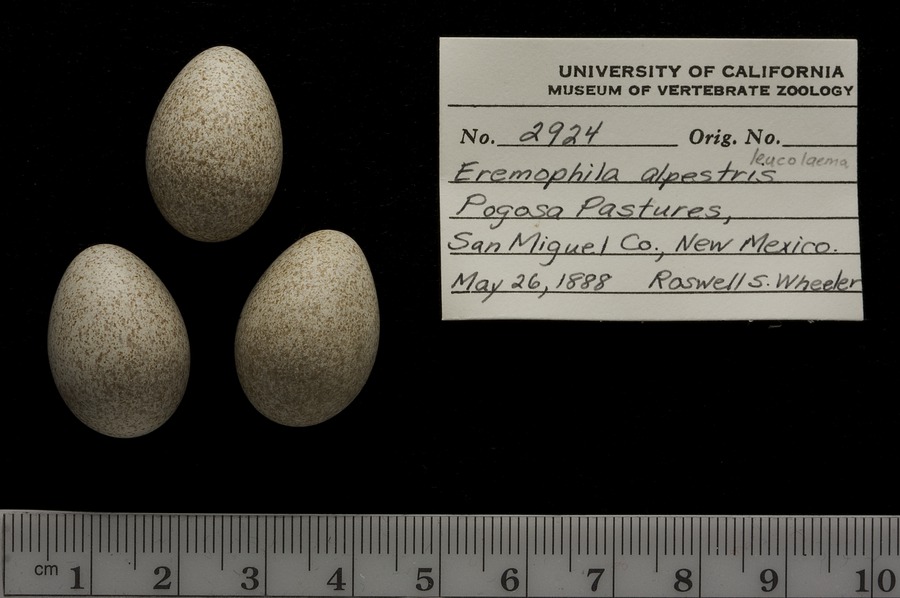 UNIVERSITY OF CALIFORNIA
MUSEUM OF VERTEBRATE ZOOLOGY
No. 2924 Orig. No.
leucolaema
Eremophila alpestris
Pogosa Pastures,
San Miguel Co., New Mexico.
May 26, 1888 Roswell S. Wheeler
cm 1 2 3 4 5 6 7 8 9 10